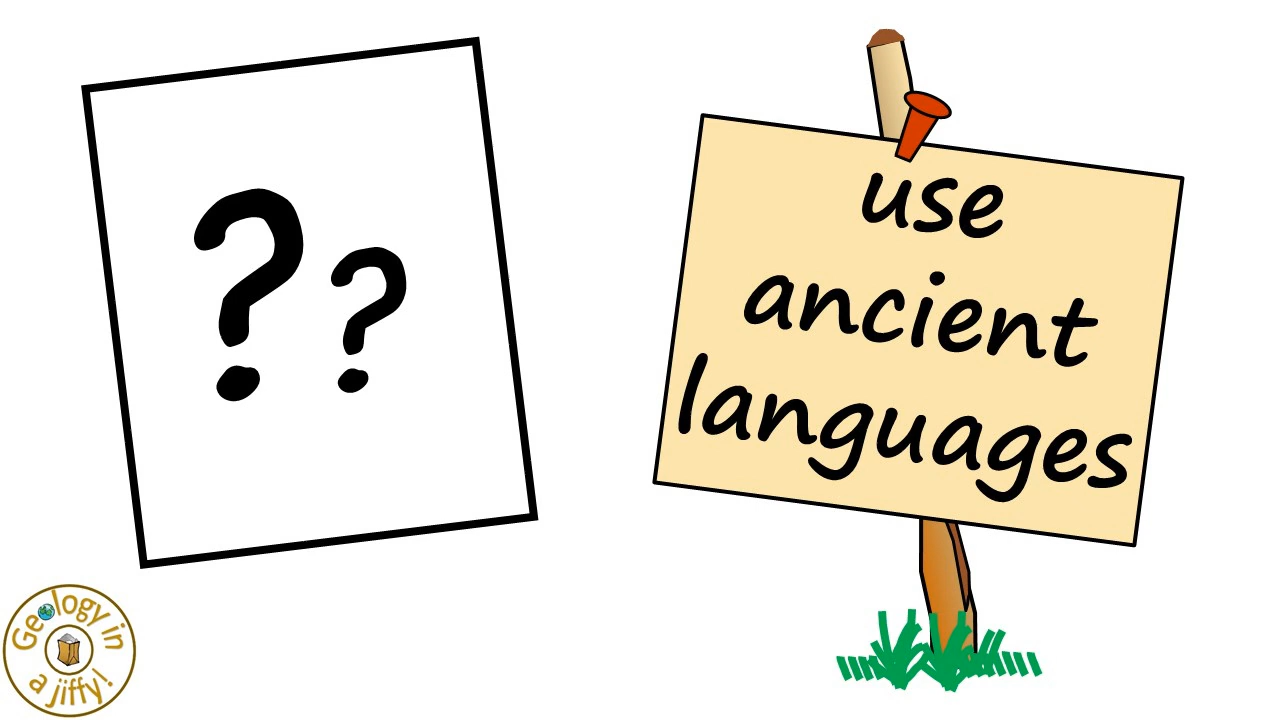 ??
use
ancient
languages
Geology in
a jiffy!